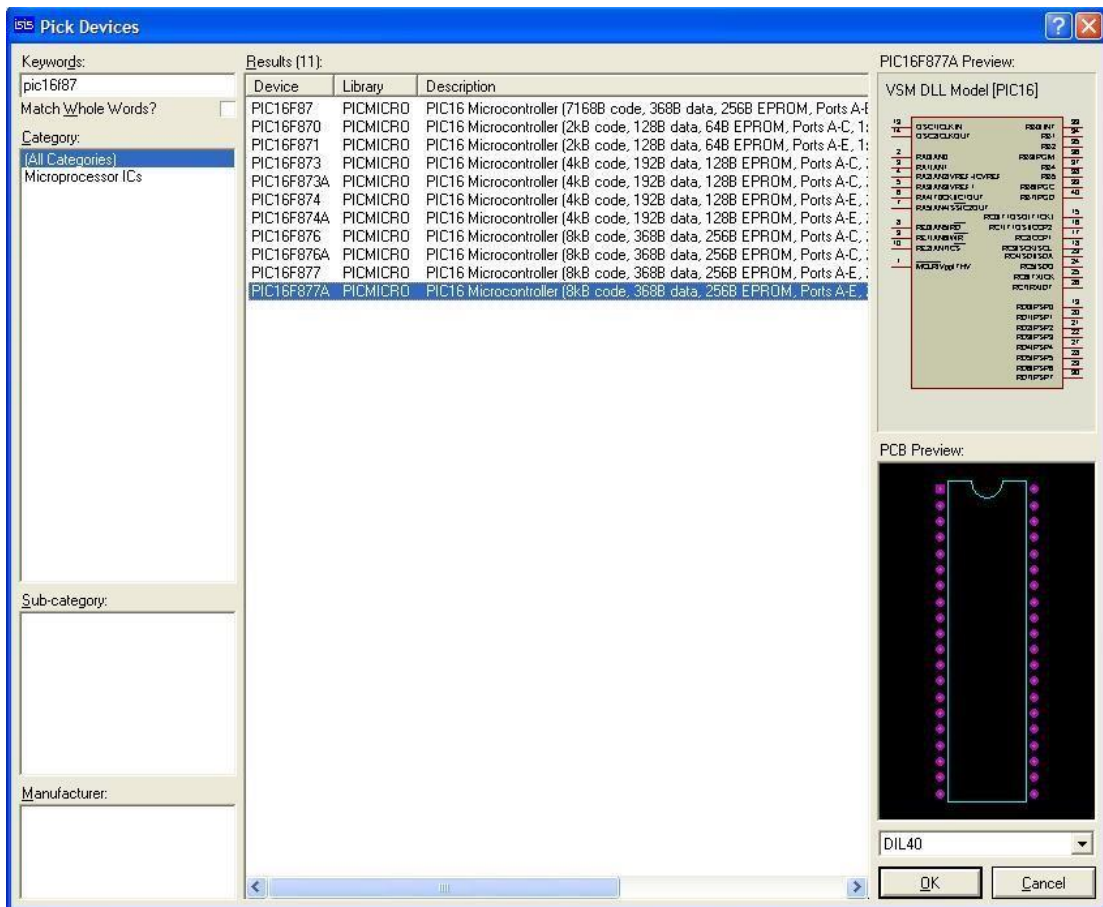 isis Pick Devices
Keywords:
pic16f87
Match Whole Words?
Category:
(All Categories)
Microprocessor ICs
Sub-category:
Manufacturer:
Results (11):
Device Library Description
PIC16F87 PICMICRO PIC16 Microcontroller (7168B code, 368B data, 256B EPROM, Ports A-B
PIC16F870 PICMICRO PIC16 Microcontroller (2kB code, 128B data, 64B EPROM, Ports A-C, 1
PIC16F871 PICMICRO PIC16 Microcontroller (2kB code, 128B data, 64B EPROM, Ports A-E, 1
PIC16F873 PICMICRO PIC16 Microcontroller (4kB code, 192B data, 128B EPROM, Ports A-C,
PIC16F873A PICMICRO PIC16 Microcontroller (4kB code, 192B data, 128B EPROM, Ports A-C,
PIC16F874 PICMICRO PIC16 Microcontroller (4kB code, 192B data, 128B EPROM, Ports A-E,
PIC16F874A PICMICRO PIC16 Microcontroller (4kB code, 192B data, 128B EPROM, Ports A-E,
PIC16F876 PICMICRO PIC16 Microcontroller (8kB code, 368B data, 256B EPROM, Ports A-C,
PIC16F876A PICMICRO PIC16 Microcontroller (8kB code, 368B data, 256B EPROM, Ports A-C,
PIC16F877 PICMICRO PIC16 Microcontroller (8kB code, 368B data, 256B EPROM, Ports A-E,
PIC16F877A PICMICRO PIC16 Microcontroller (8kB code, 368B data, 256B EPROM, Ports A-E,
PIC16F877A Preview:
VSM DLL Model [PIC16]
PCB Preview:
DIL40
OK Cancel